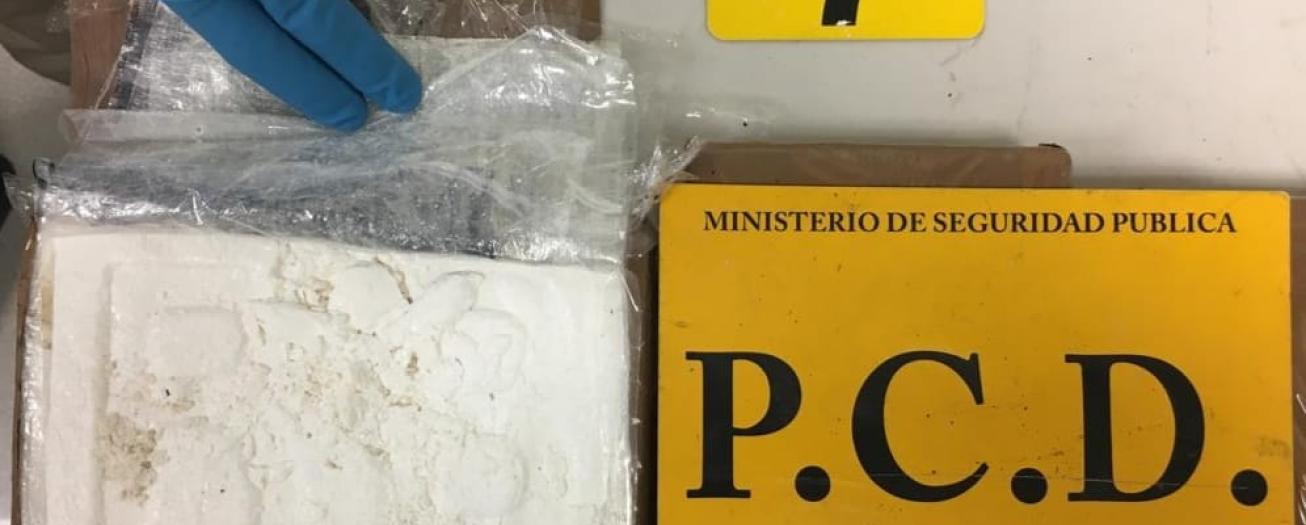 MINISTERIO DE SEGURIDAD PUBLICA
P.C.D.